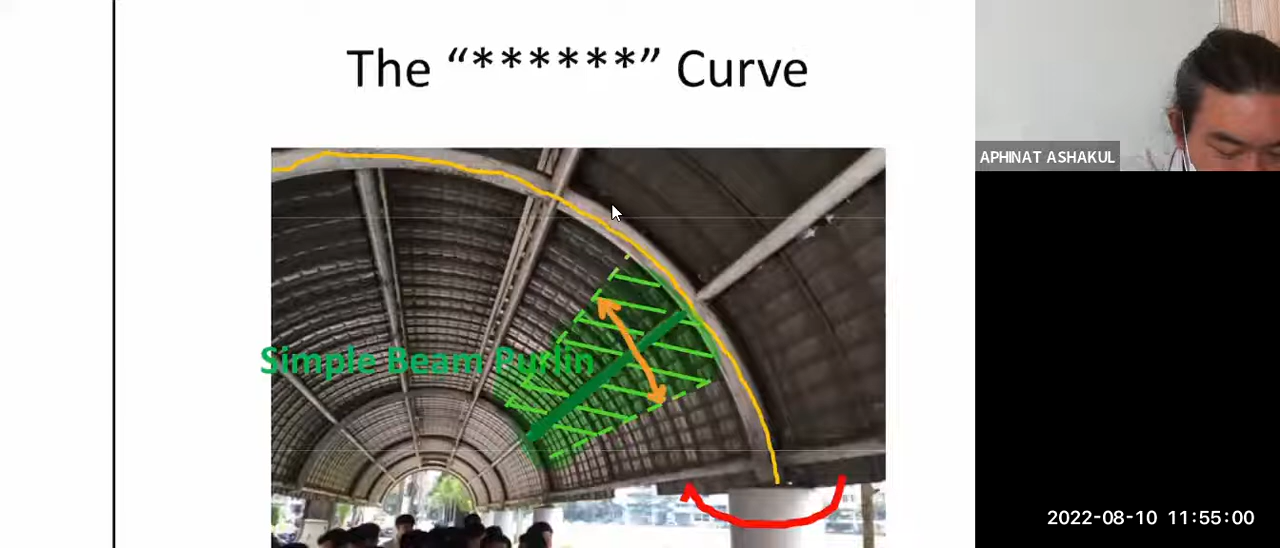 The “******” Curve
APHINAT ASHAKUL
Simple Beam Purlin
2022-08-10 11:55:00